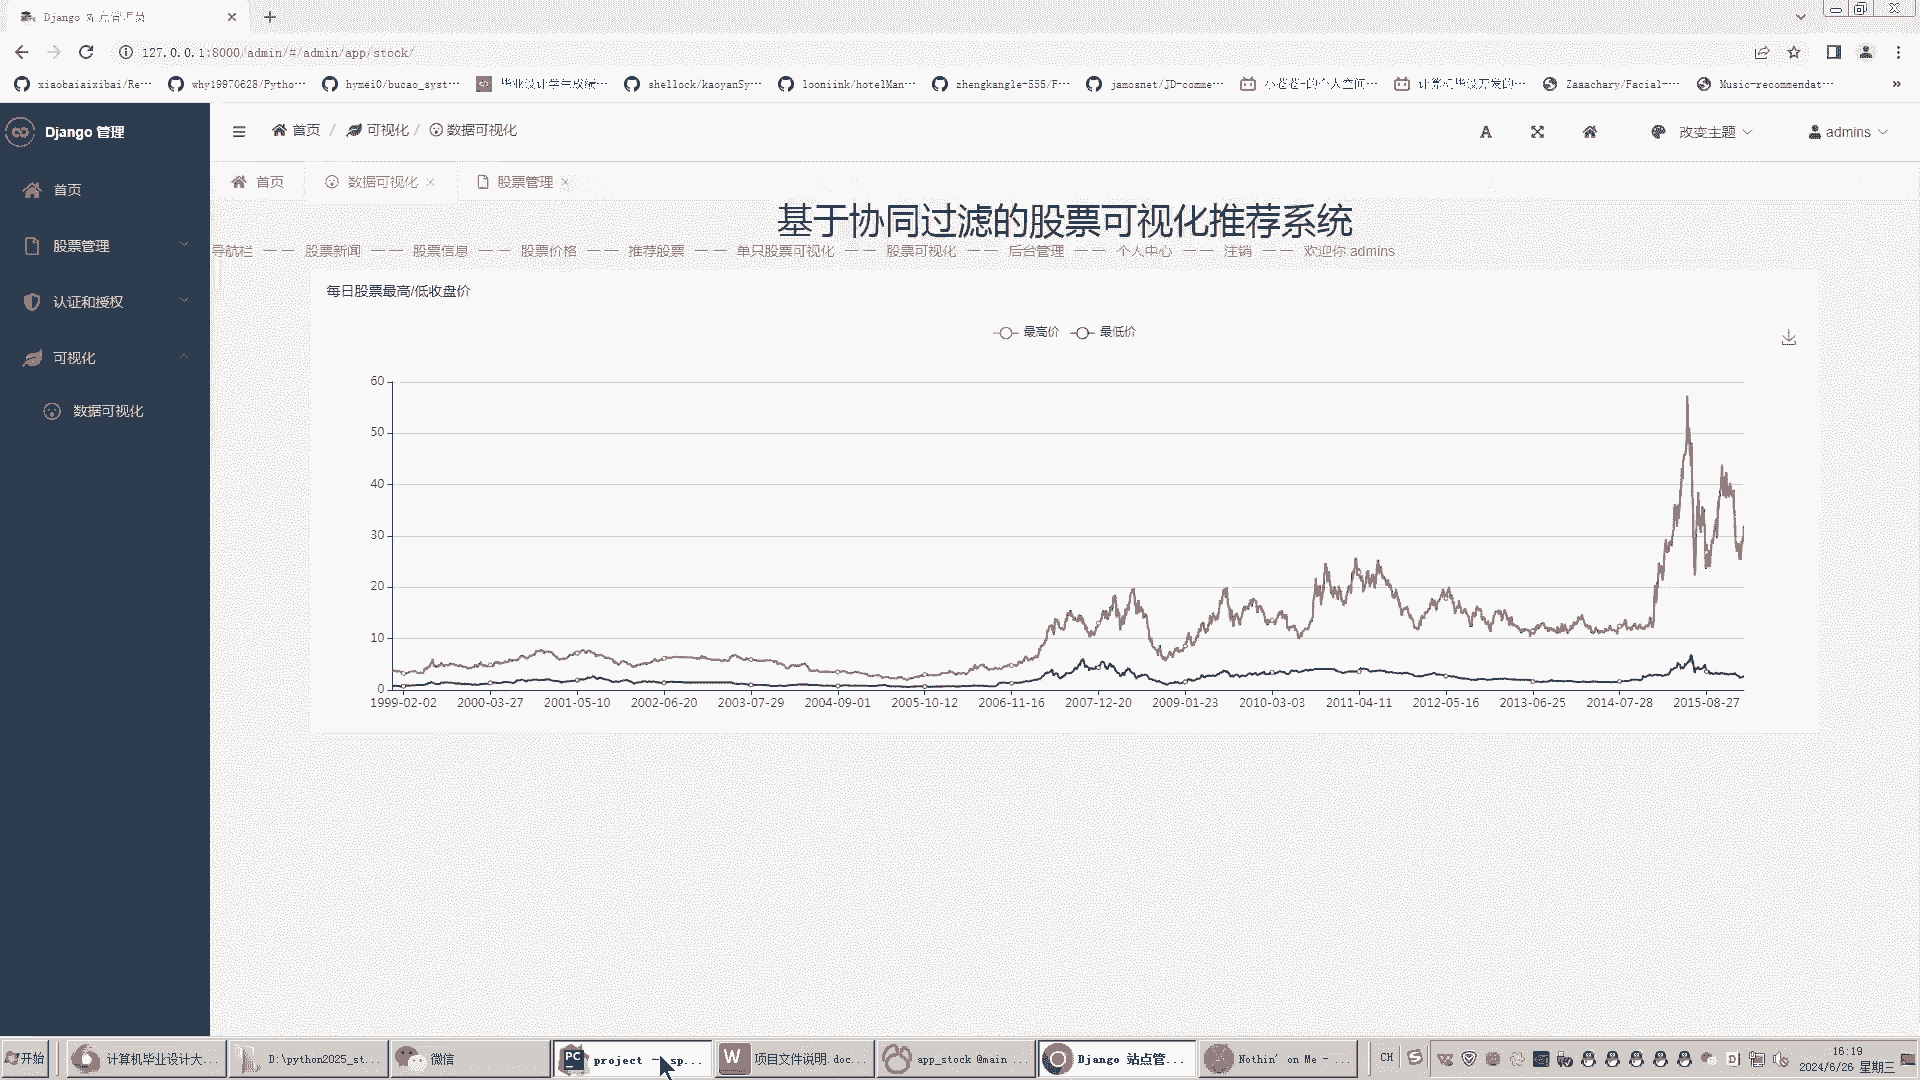 Django 站点管理员
127.0.0.1:8000/admin/#/admin/app/stock/
xiaobaiaixibai/Re… why19970628/Pytho… hymei0/bucao_syst… 毕业设计学生成绩… shellock/kaoyanSy… looniink/hotelMan… zhengkangle-555/F… jamosnet/JD-comme… 小苍苍-的个人空间… 计算机毕设开发的… Zaaachary/Facial-… Music-recommendat… »
Django 管理
首页 / 可视化 / 数据可视化
A 改变主题 admins
首页
股票管理
认证和授权
可视化
数据可视化
首页 数据可视化 股票管理
基于协同过滤的股票可视化推荐系统
导航栏 —— 股票新闻 —— 股票信息 —— 股票价格 —— 推荐股票 —— 单只股票可视化 —— 股票可视化 —— 后台管理 —— 个人中心 —— 注销 —— 欢迎你:admins
每日股票最高/低收盘价
最高价 最低价
60
50
40
30
20
10
0
1999-02-02 2000-03-27 2001-05-10 2002-06-20 2003-07-29 2004-09-01 2005-10-12 2006-11-16 2007-12-20 2009-01-23 2010-03-03 2011-04-11 2012-05-16 2013-06-25 2014-07-28 2015-08-27
开始 计算机毕业设计大... D:\python2025_st... 微信 project – sp... 项目文件说明.doc... app_stock @main ... Django 站点管... Nothin' on Me - ... CH 16:19
2024/6/26 星期三